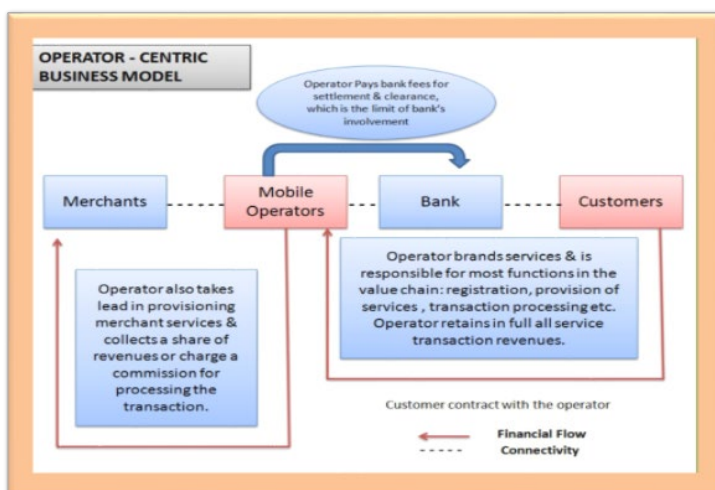 OPERATOR - CENTRIC
BUSINESS MODEL
Operator Pays bank fees for
settlement & clearance,
which is the limit of bank's
involvement
Merchants
Mobile
Operators
Bank
Customers
Operator also takes
lead in provisioning
merchant services &
collects a share of
revenues or charge a
commission for
processing the
transaction.
Operator brands services & is
responsible for most functions in the
value chain: registration, provision of
services , transaction processing etc.
Operator retains in full all service
transaction revenues.
Customer contract with the operator
Financial Flow
Connectivity